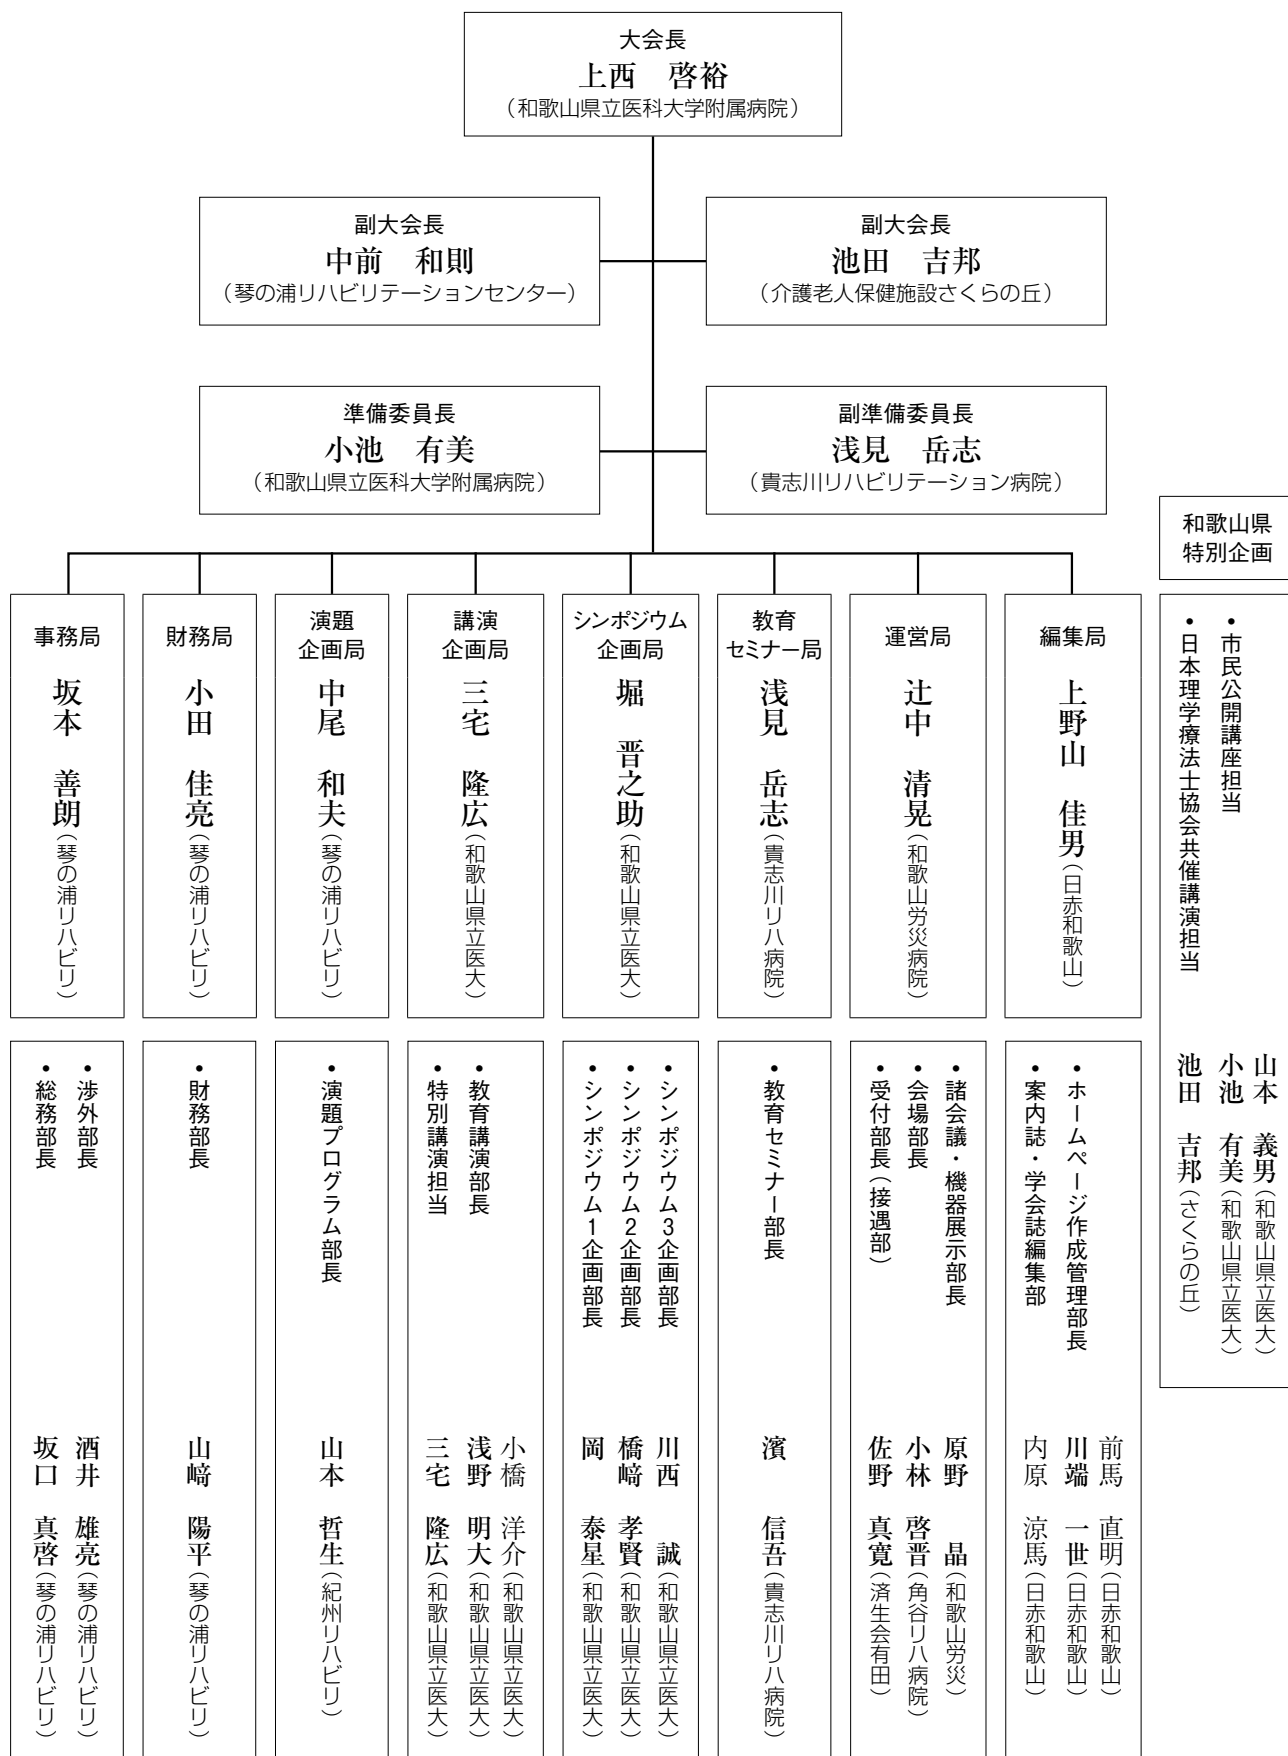 大会長
上西　啓裕
（和歌山県立医科大学附属病院）
副大会長
中前　和則
（琴の浦リハビリテーションセンター）
副大会長
池田　吉邦
（介護老人保健施設さくらの丘）
準備委員長
小池　有美
（和歌山県立医科大学附属病院）
副準備委員長
浅見　岳志
（貴志川リハビリテーション病院）
事務局
坂本　善朗（琴の浦リハビリ）
・渉外部長　酒井　雄亮（琴の浦リハビリ）
・総務部長　坂口　真啓（琴の浦リハビリ）
財務局
小田　佳亮（琴の浦リハビリ）
・財務部長　山﨑　陽平（琴の浦リハビリ）
演題
企画局
中尾　和夫（琴の浦リハビリ）
・演題プログラム部長　山本　哲生（紀州リハビリ）
講演
企画局
三宅　隆広（和歌山県立医大）
小橋　洋介（和歌山県立医大）
・教育講演部長　浅野　明大（和歌山県立医大）
・特別講演担当　三宅　隆広（和歌山県立医大）
シンポジウム
企画局
堀　晋之助（和歌山県立医大）
・シンポジウム3企画部長　川西　誠（和歌山県立医大）
・シンポジウム2企画部長　橋﨑　孝賢（和歌山県立医大）
・シンポジウム1企画部長　岡　泰星（和歌山県立医大）
教育
セミナー局
浅見　岳志（貴志川リハ病院）
・教育セミナー部長　濱　信吾（貴志川リハ病院）
運営局
辻中　清晃（和歌山労災病院）
・諸会議・機器展示部長　原野　晶（和歌山労災）
・会場部長　小林　啓晋（角谷リハ病院）
・受付部長（接遇部）　佐野　真寛（済生会有田）
編集局
上野山　佳男（日赤和歌山）
前馬　直明（日赤和歌山）
・ホームページ作成管理部長　川端　一世（日赤和歌山）
・案内誌・学会誌編集部　内原　涼馬（日赤和歌山）
和歌山県
特別企画
山本　義男（和歌山県立医大）
・市民公開講座担当　小池　有美（和歌山県立医大）
・日本理学療法士協会共催講演担当　池田　吉邦（さくらの丘）